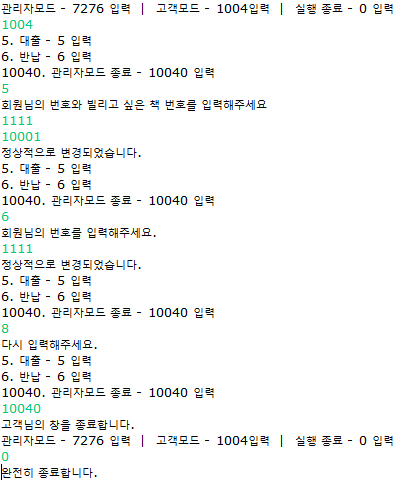 관리자모드 - 7276 입력 | 고객모드 - 1004입력 | 실행 종료 - 0 입력
1004
5. 대출 - 5 입력
6. 반납 - 6 입력
10040. 관리자모드 종료 - 10040 입력
5
회원님의 번호와 빌리고 싶은 책 번호를 입력해주세요
1111
10001
정상적으로 변경되었습니다.
5. 대출 - 5 입력
6. 반납 - 6 입력
10040. 관리자모드 종료 - 10040 입력
6
회원님의 번호를 입력해주세요.
1111
정상적으로 변경되었습니다.
5. 대출 - 5 입력
6. 반납 - 6 입력
10040. 관리자모드 종료 - 10040 입력
8
다시 입력해주세요.
5. 대출 - 5 입력
6. 반납 - 6 입력
10040. 관리자모드 종료 - 10040 입력
10040
고객님의 창을 종료합니다.
관리자모드 - 7276 입력 | 고객모드 - 1004입력 | 실행 종료 - 0 입력
0
완전히 종료합니다.